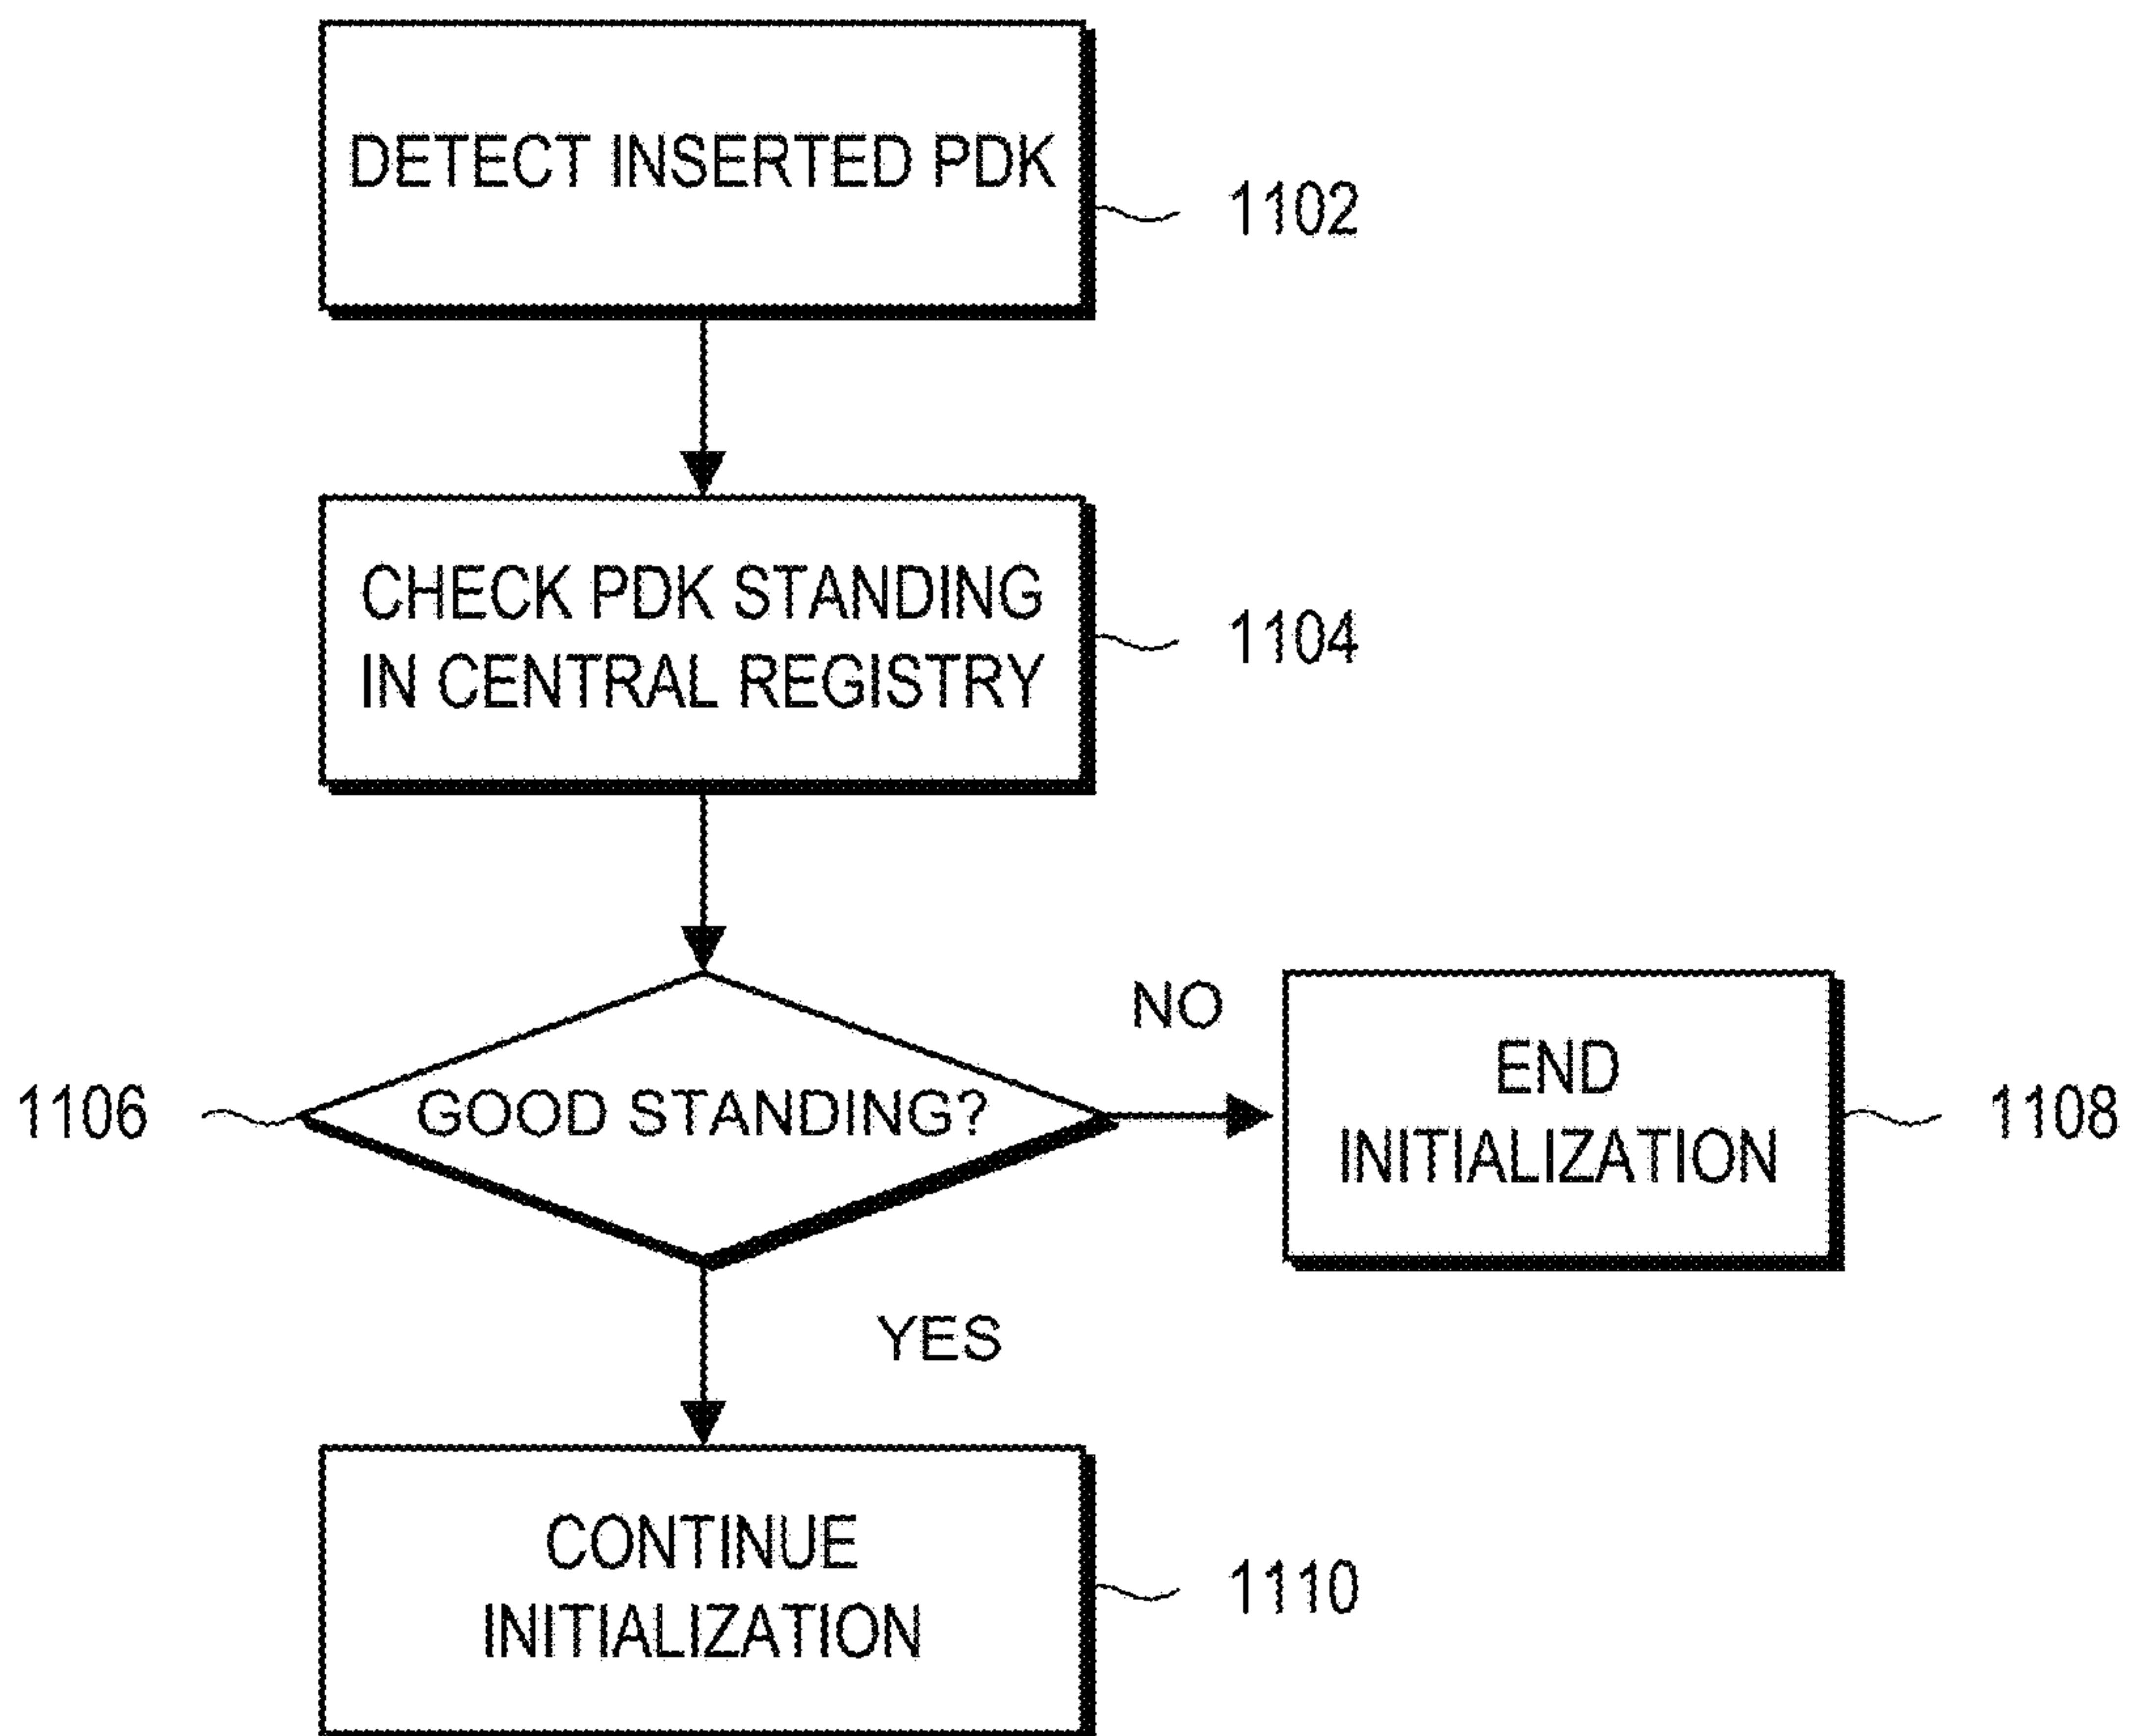 DETECT INSERTED PDK
1102
CHECK PDK STANDING
IN CENTRAL REGISTRY
1104
1106
GOOD STANDING?
NO
END
INITIALIZATION
1108
YES
CONTINUE
INITIALIZATION
1110